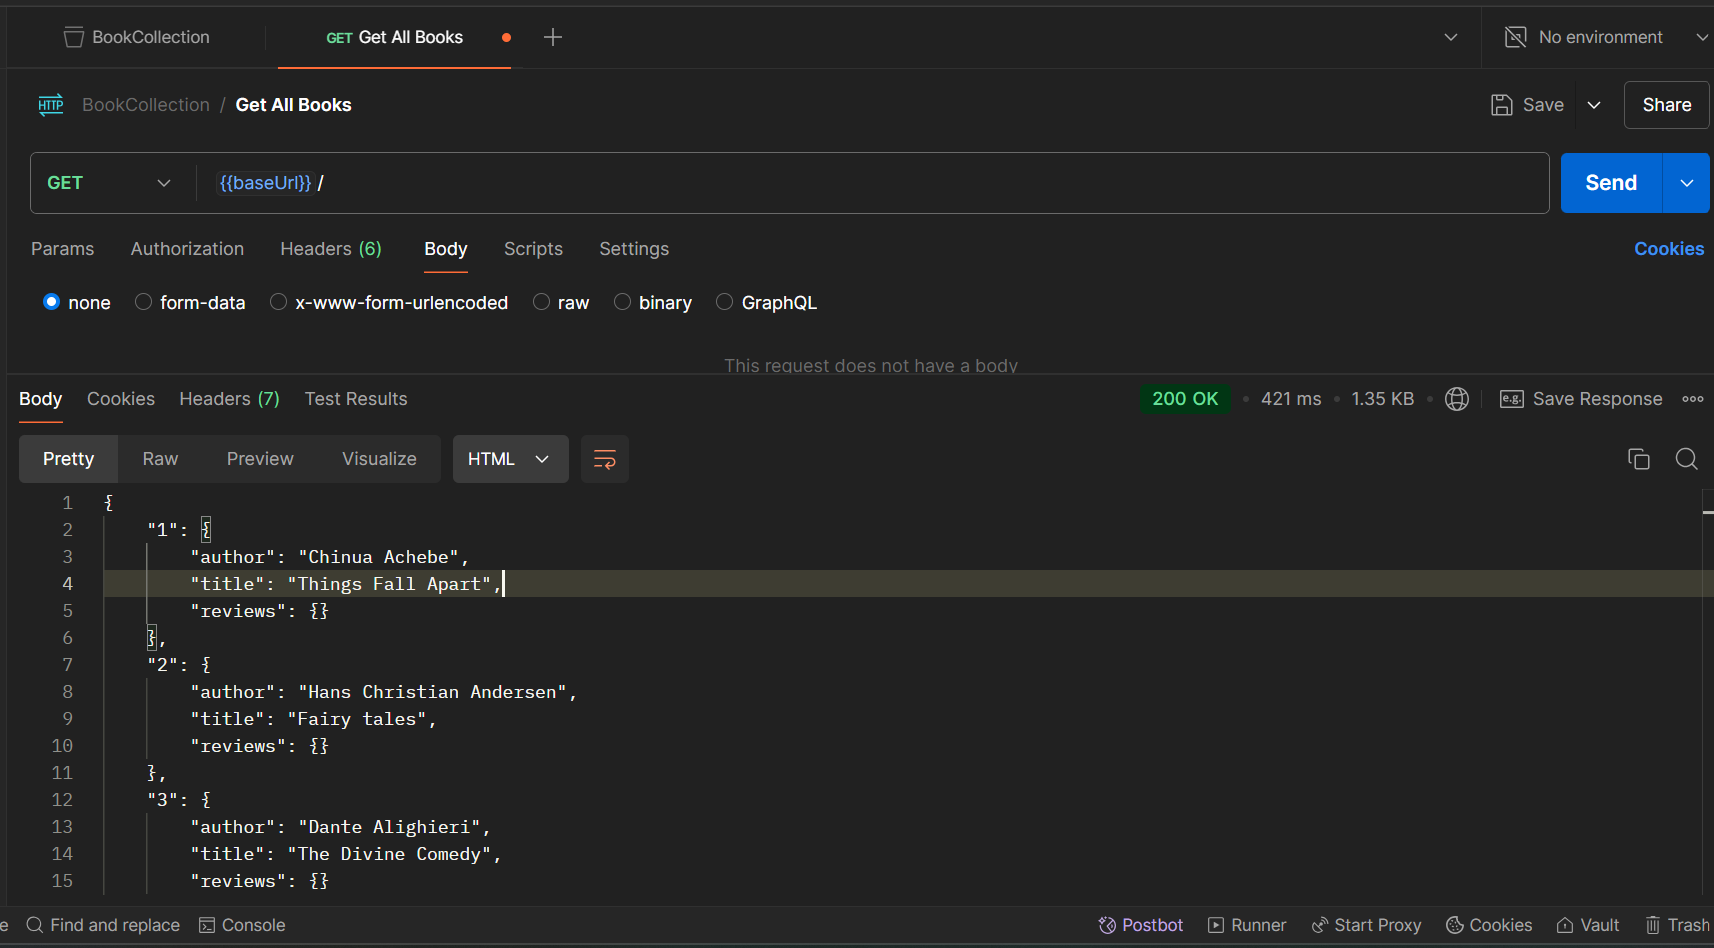 BookCollection GET Get All Books No environment
HTTP BookCollection / Get All Books Save Share
GET {{baseUrl}} / Send
Params Authorization Headers (6) Body Scripts Settings Cookies
none form-data x-www-form-urlencoded raw binary GraphQL
This request does not have a body
Body Cookies Headers (7) Test Results 200 OK • 421 ms • 1.35 KB • e.g. Save Response
Pretty Raw Preview Visualize HTML
1 {
2 "1": {
3 "author": "Chinua Achebe",
4 "title": "Things Fall Apart",
5 "reviews": {}
6 },
7 "2": {
8 "author": "Hans Christian Andersen",
9 "title": "Fairy tales",
10 "reviews": {}
11 },
12 "3": {
13 "author": "Dante Alighieri",
14 "title": "The Divine Comedy",
15 "reviews": {}
e Find and replace Console Postbot Runner Start Proxy Cookies Vault Trash